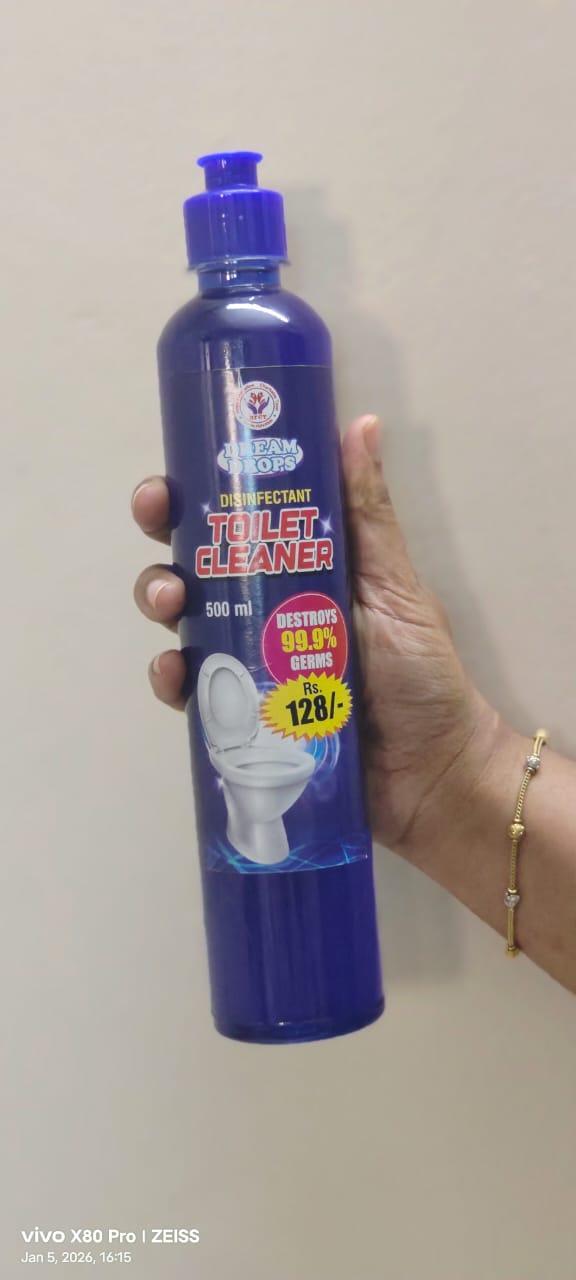 DREAM
DROPS
DISINFECTANT
TOILET
CLEANER
500 ml
DESTROYS
99.9%
GERMS
Rs.
128/-
vivo X80 Pro | ZEISS
Jan 5, 2026, 16:15